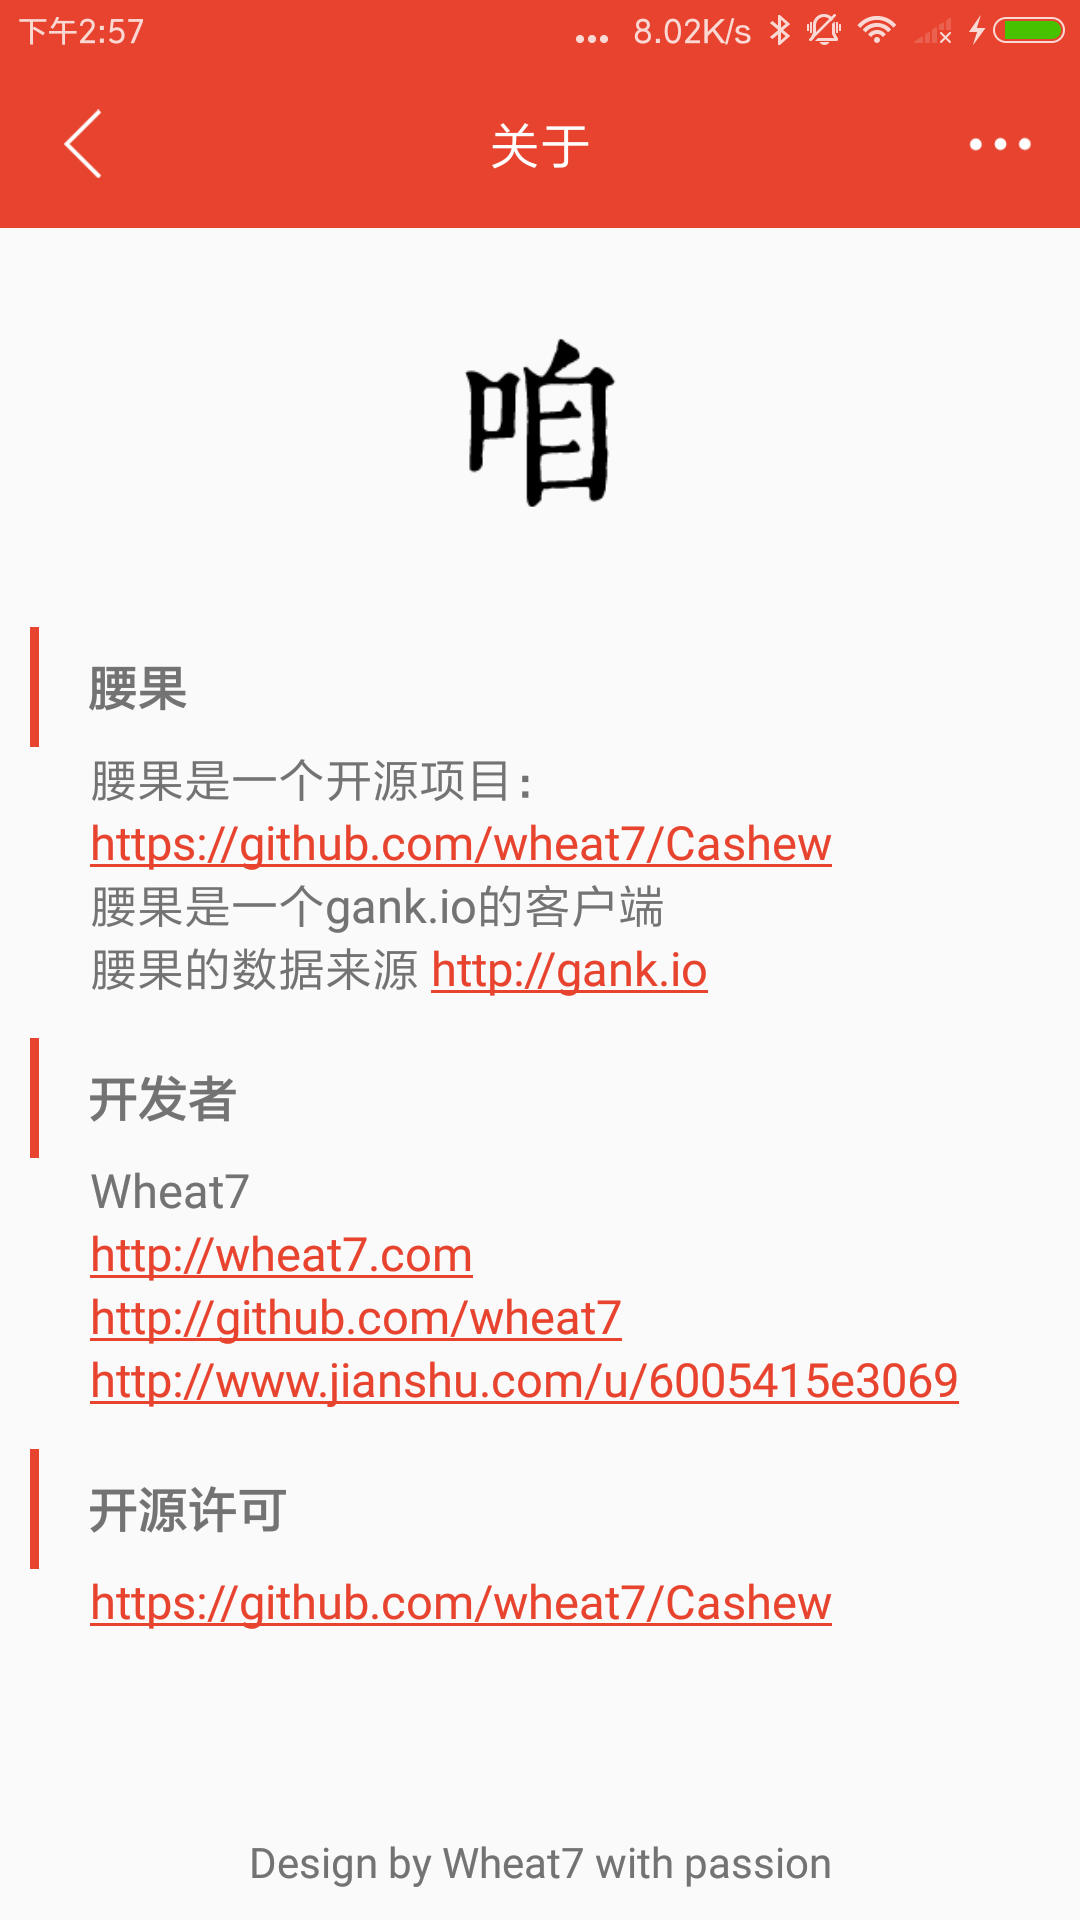 下午2:57
... 8.02K/s
关于
咱
腰果
腰果是一个开源项目：
https://github.com/wheat7/Cashew
腰果是一个gank.io的客户端
腰果的数据来源 http://gank.io
开发者
Wheat7
http://wheat7.com
http://github.com/wheat7
http://www.jianshu.com/u/6005415e3069
开源许可
https://github.com/wheat7/Cashew
Design by Wheat7 with passion